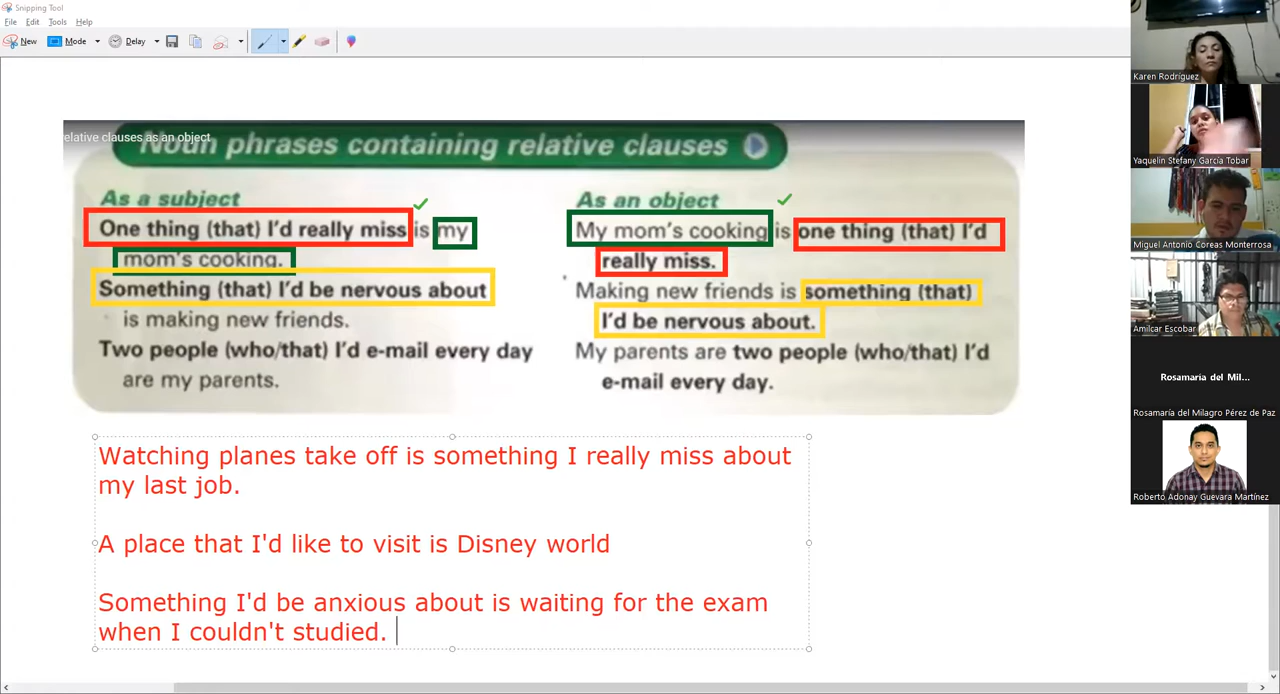 Snipping Tool
File Edit Tools Help
New Mode Delay
relative clauses as an object
Noun phrases containing relative clauses
As a subject
One thing (that) I'd really miss is my
mom's cooking.
Something (that) I'd be nervous about
is making new friends.
Two people (who/that) I'd e-mail every day
are my parents.
As an object
My mom's cooking is one thing (that) I'd
really miss.
Making new friends is something (that)
I'd be nervous about.
My parents are two people (who/that) I'd
e-mail every day.
Watching planes take off is something I really miss about
my last job.
A place that I'd like to visit is Disney world
Something I'd be anxious about is waiting for the exam
when I couldn't studied.
Karen Rodríguez
Yaquelin Stefany García Tobar
Miguel Antonio Coreas Monterrosa
Amilcar Escobar
Rosamaria del Mil...
Rosamaría del Milagro Pérez de Paz
Roberto Adonay Guevara Martínez